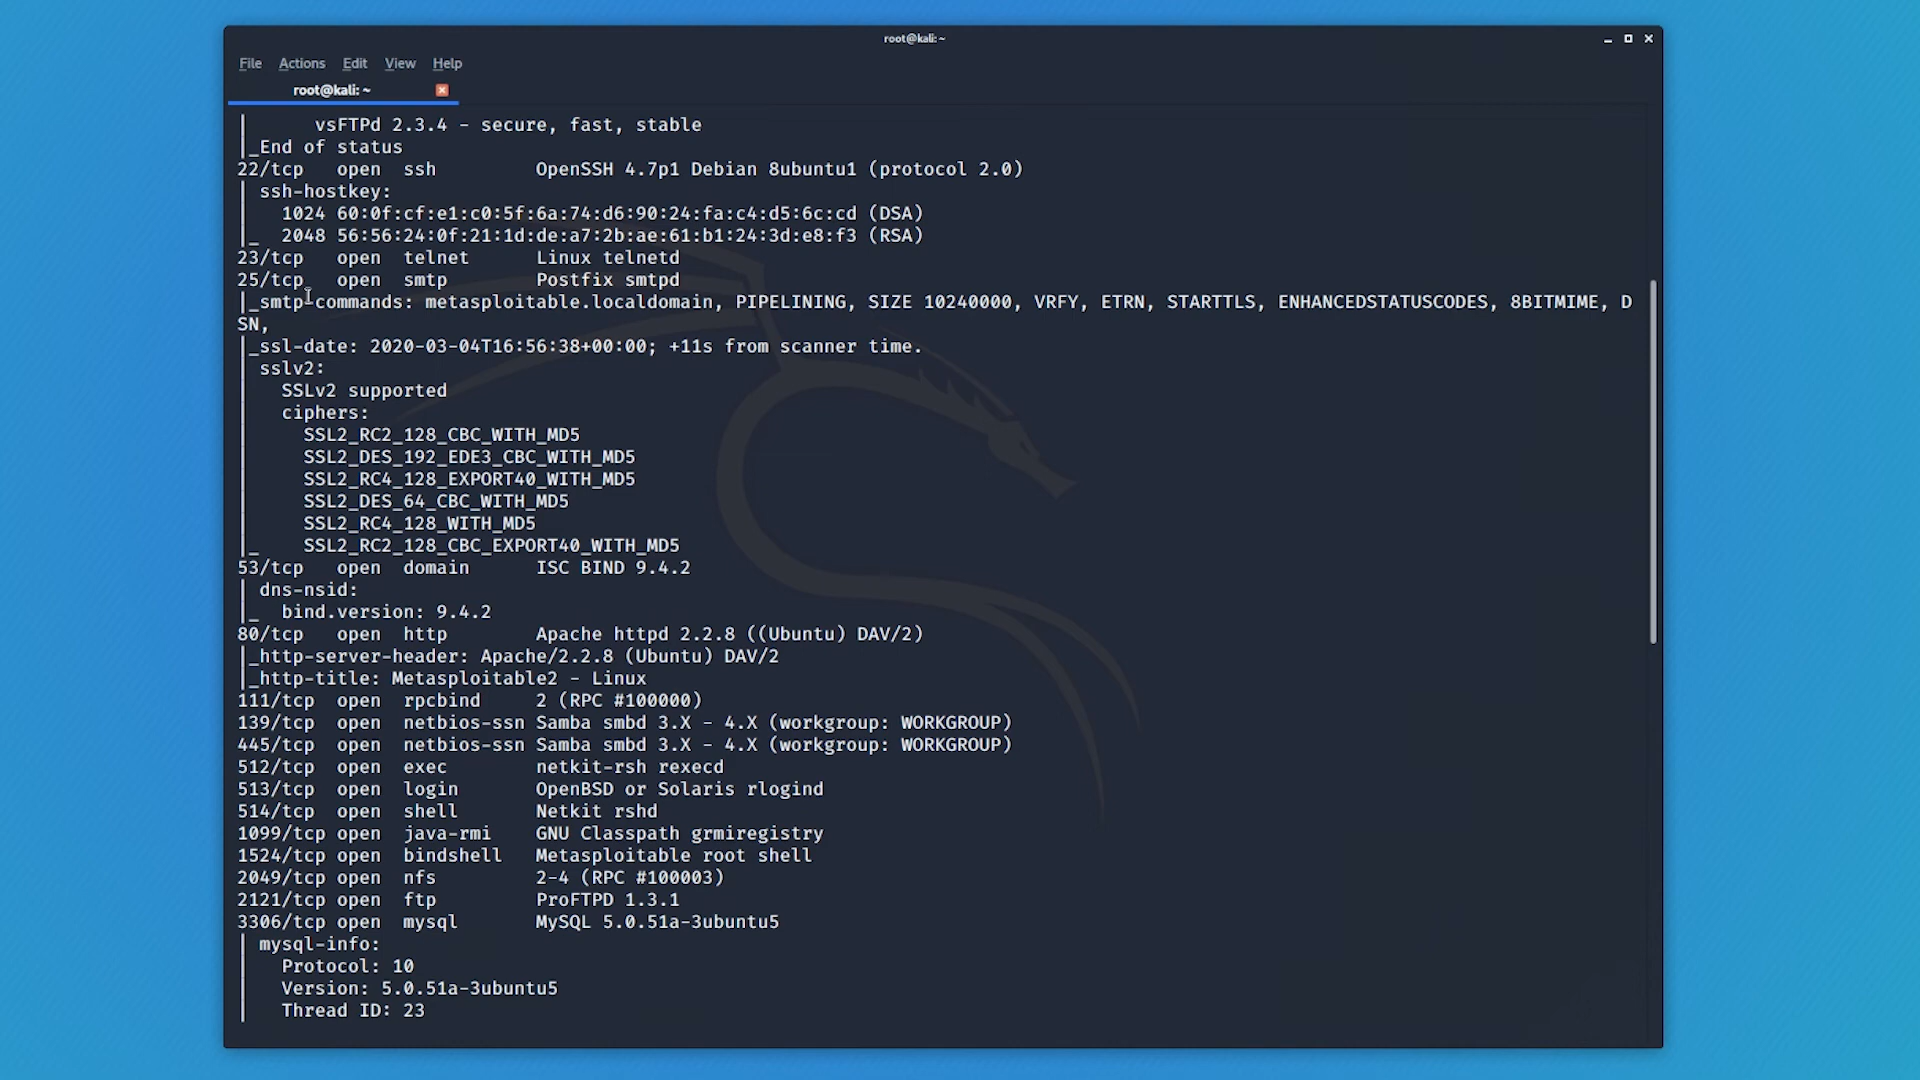 root@kali: ~
File Actions Edit View Help
root@kali: ~
| vsFTPd 2.3.4 - secure, fast, stable
|_End of status
22/tcp open ssh OpenSSH 4.7p1 Debian 8ubuntu1 (protocol 2.0)
| ssh-hostkey:
| 1024 60:0f:cf:e1:c0:5f:6a:74:d6:90:24:fa:c4:d5:6c:cd (DSA)
|_ 2048 56:56:24:0f:21:1d:de:a7:2b:ae:61:b1:24:3d:e8:f3 (RSA)
23/tcp open telnet Linux telnetd
25/tcp open smtp Postfix smtpd
|_smtp-commands: metasploitable.localdomain, PIPELINING, SIZE 10240000, VRFY, ETRN, STARTTLS, ENHANCEDSTATUSCODES, 8BITMIME, D
SN,
|_ssl-date: 2020-03-04T16:56:38+00:00; +11s from scanner time.
| sslv2:
| SSLv2 supported
| ciphers:
| SSL2_RC2_128_CBC_WITH_MD5
| SSL2_DES_192_EDE3_CBC_WITH_MD5
| SSL2_RC4_128_EXPORT40_WITH_MD5
| SSL2_DES_64_CBC_WITH_MD5
| SSL2_RC4_128_WITH_MD5
|_ SSL2_RC2_128_CBC_EXPORT40_WITH_MD5
53/tcp open domain ISC BIND 9.4.2
| dns-nsid:
|_ bind.version: 9.4.2
80/tcp open http Apache httpd 2.2.8 ((Ubuntu) DAV/2)
|_http-server-header: Apache/2.2.8 (Ubuntu) DAV/2
|_http-title: Metasploitable2 - Linux
111/tcp open rpcbind 2 (RPC #100000)
139/tcp open netbios-ssn Samba smbd 3.X - 4.X (workgroup: WORKGROUP)
445/tcp open netbios-ssn Samba smbd 3.X - 4.X (workgroup: WORKGROUP)
512/tcp open exec netkit-rsh rexecd
513/tcp open login OpenBSD or Solaris rlogind
514/tcp open shell Netkit rshd
1099/tcp open java-rmi GNU Classpath grmiregistry
1524/tcp open bindshell Metasploitable root shell
2049/tcp open nfs 2-4 (RPC #100003)
2121/tcp open ftp ProFTPD 1.3.1
3306/tcp open mysql MySQL 5.0.51a-3ubuntu5
| mysql-info:
| Protocol: 10
| Version: 5.0.51a-3ubuntu5
| Thread ID: 23